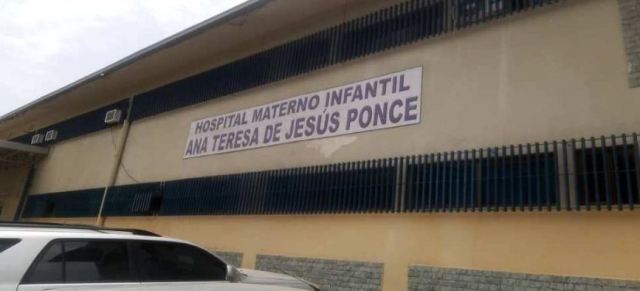 HOSPITAL MATERNO INFANTIL
ANA TERESA DE JESÚS PONCE